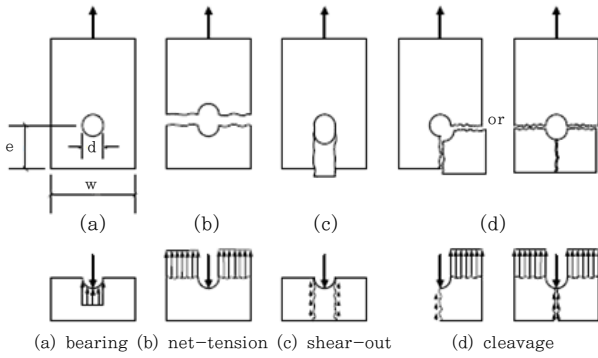 or
e
d
w
(a)
(b)
(c)
(d)
(a) bearing (b) net-tension (c) shear-out (d) cleavage